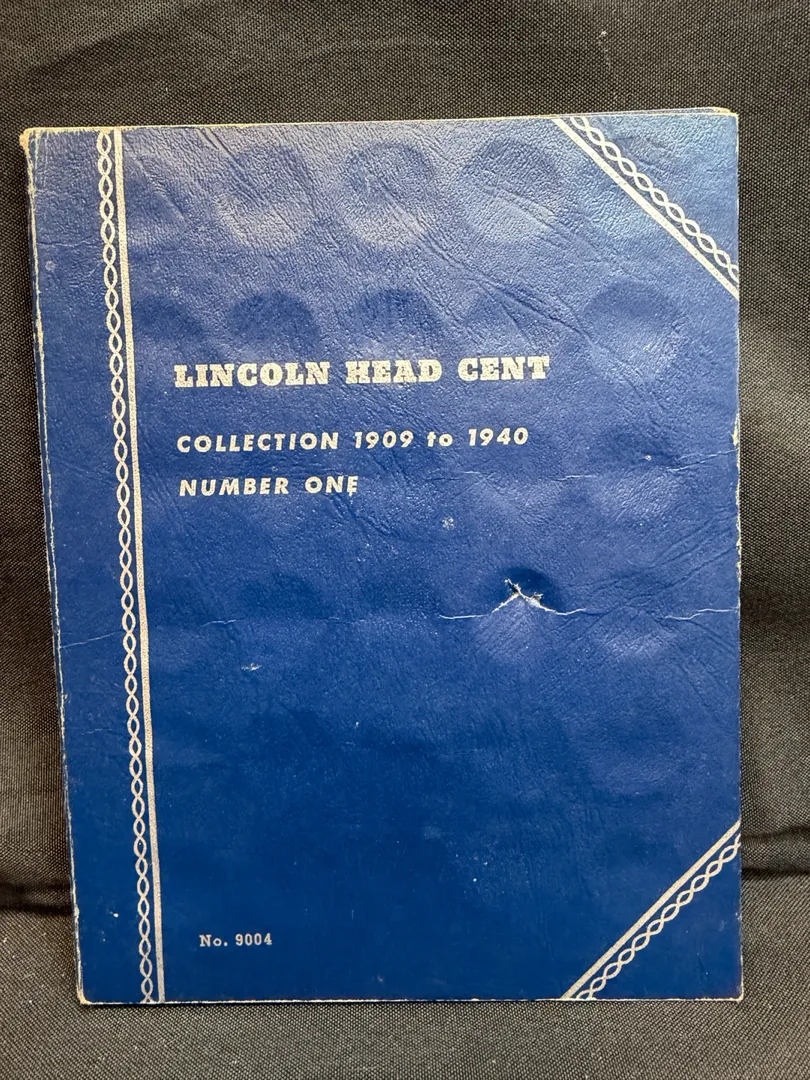 LINCOLN HEAD CENT
COLLECTION 1909 to 1940
NUMBER ONE
No. 9004